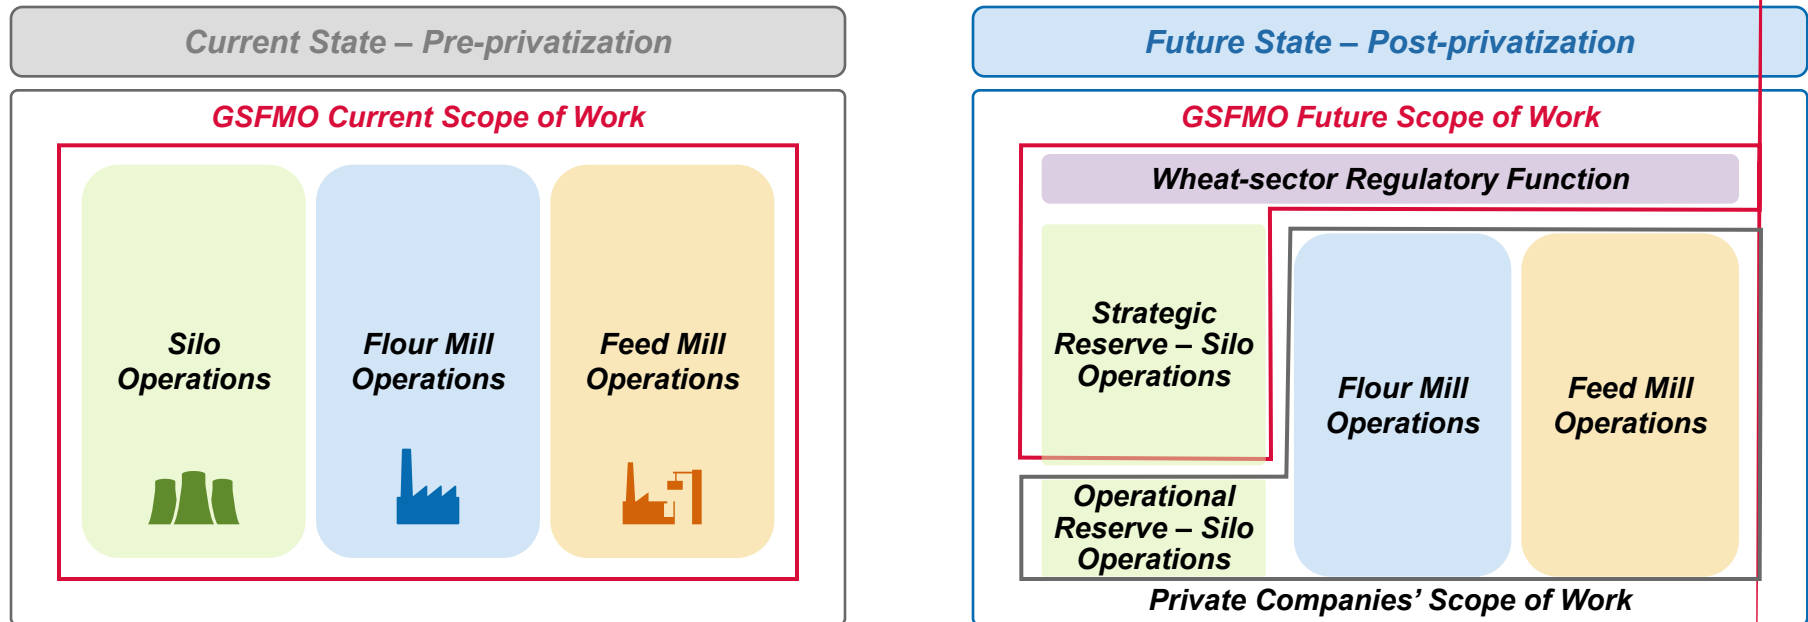 Current State – Pre-privatization
GSFMO Current Scope of Work
Silo
Operations
Flour Mill
Operations
Feed Mill
Operations
Future State – Post-privatization
GSFMO Future Scope of Work
Wheat-sector Regulatory Function
Strategic
Reserve – Silo
Operations
Flour Mill
Operations
Feed Mill
Operations
Operational
Reserve – Silo
Operations
Private Companies’ Scope of Work